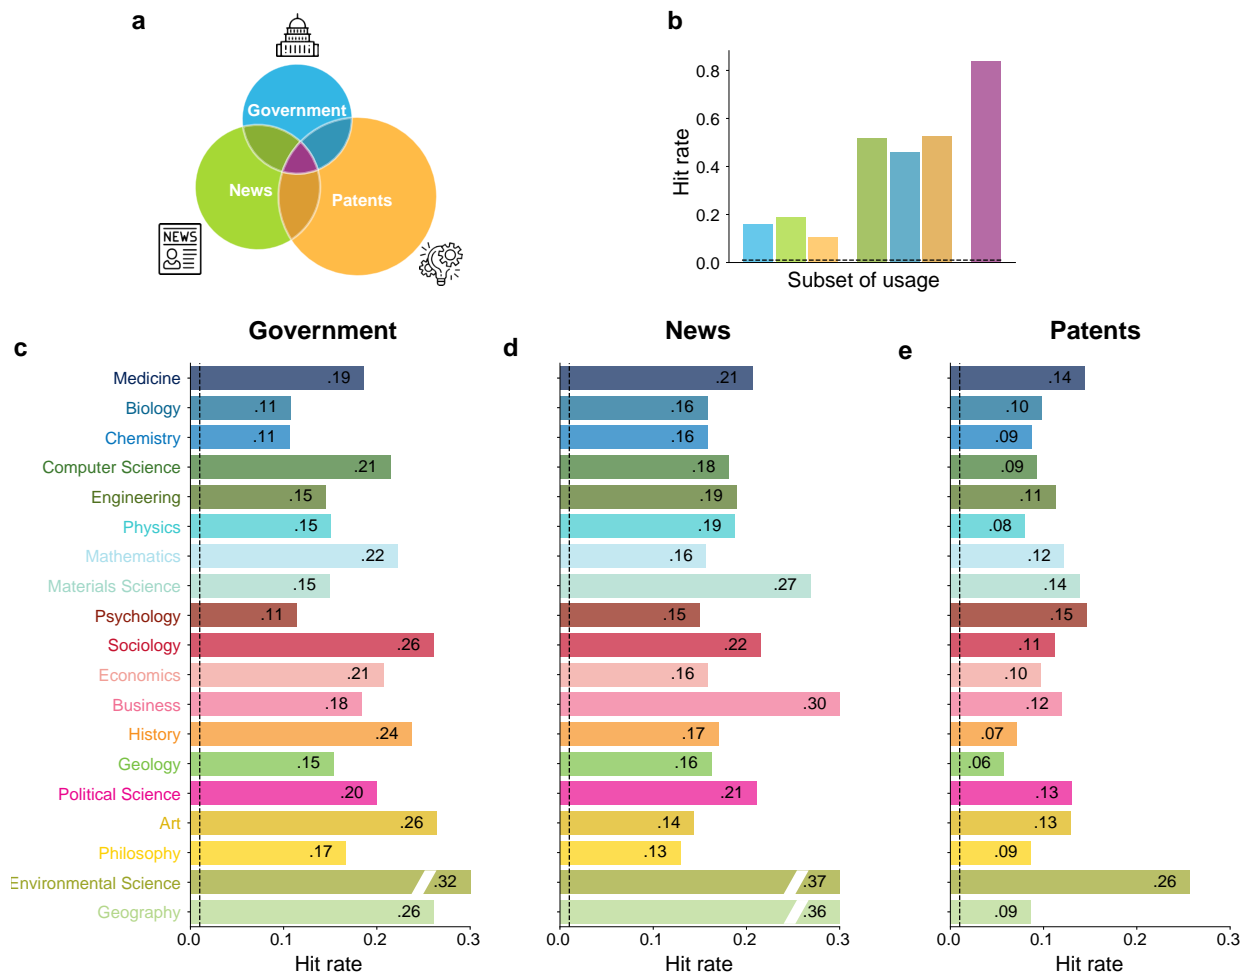 a
Government
News
Patents
NEWS
b
Hit rate
0.8
0.6
0.4
0.2
0.0
Subset of usage
c
Government
Medicine .19
Biology .11
Chemistry .11
Computer Science .21
Engineering .15
Physics .15
Mathematics .22
Materials Science .15
Psychology .11
Sociology .26
Economics .21
Business .18
History .24
Geology .15
Political Science .20
Art .26
Philosophy .17
Environmental Science .32
Geography .26
0.0 0.1 0.2 0.3
Hit rate
d
News
.21
.16
.16
.18
.19
.19
.16
.27
.15
.22
.16
.30
.17
.16
.21
.14
.13
.37
.36
0.0 0.1 0.2 0.3
Hit rate
e
Patents
.14
.10
.09
.09
.11
.08
.12
.14
.15
.11
.10
.12
.07
.06
.13
.13
.09
.26
.09
0.0 0.1 0.2 0.3
Hit rate